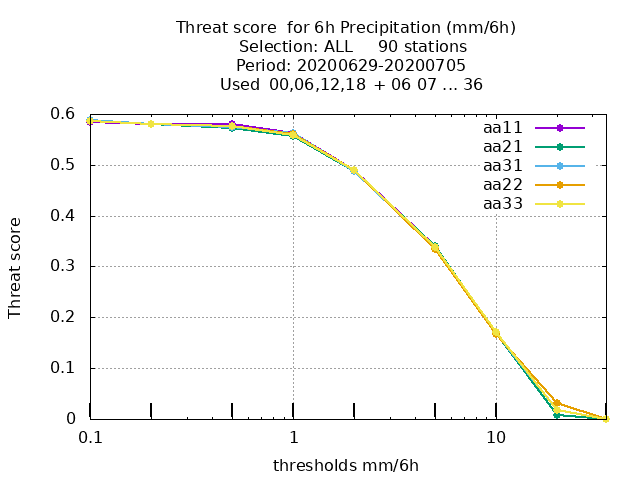 Threat score  for 6h Precipitation (mm/6h)
Selection: ALL     90 stations
Period: 20200629-20200705
Used  00,06,12,18  + 06 07 ... 36
0.6
0.5
0.4
0.3
0.2
0.1
0
Threat score
aa11
aa21
aa31
aa22
aa33
0.1 1 10
thresholds mm/6h